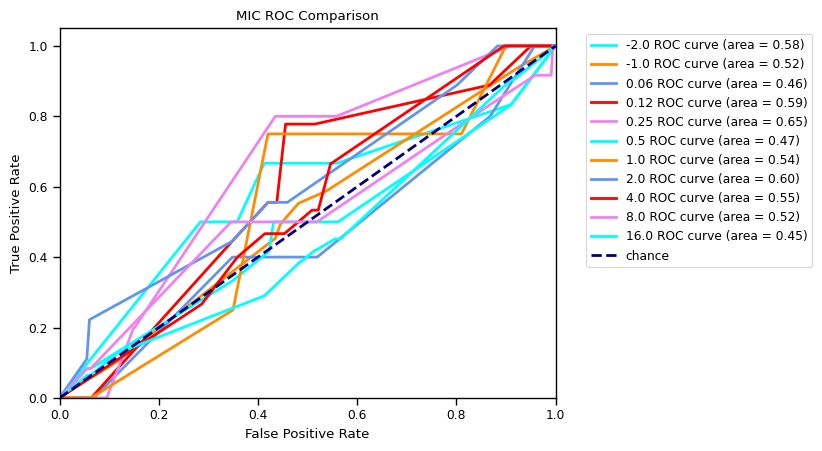 MIC ROC Comparison
1.0
0.8
0.6
0.4
0.2
0.0
True Positive Rate
0.0 0.2 0.4 0.6 0.8 1.0
False Positive Rate
-2.0 ROC curve (area = 0.58)
-1.0 ROC curve (area = 0.52)
0.06 ROC curve (area = 0.46)
0.12 ROC curve (area = 0.59)
0.25 ROC curve (area = 0.65)
0.5 ROC curve (area = 0.47)
1.0 ROC curve (area = 0.54)
2.0 ROC curve (area = 0.60)
4.0 ROC curve (area = 0.55)
8.0 ROC curve (area = 0.52)
16.0 ROC curve (area = 0.45)
chance